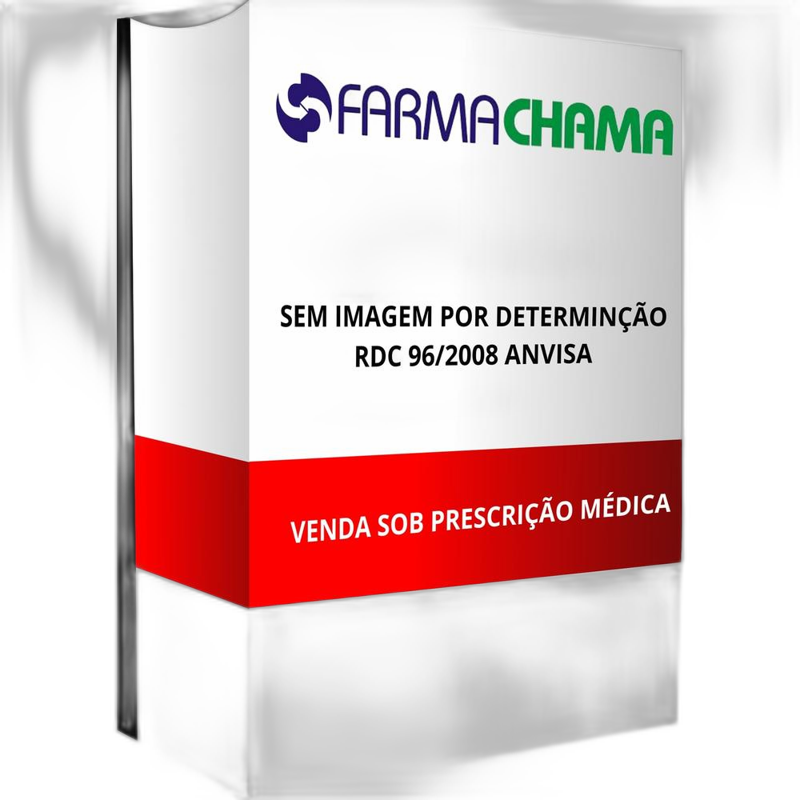 FARMACHAMA
SEM IMAGEM POR DETERMINÇÃO
RDC 96/2008 ANVISA
VENDA SOB PRESCRIÇÃO MÉDICA